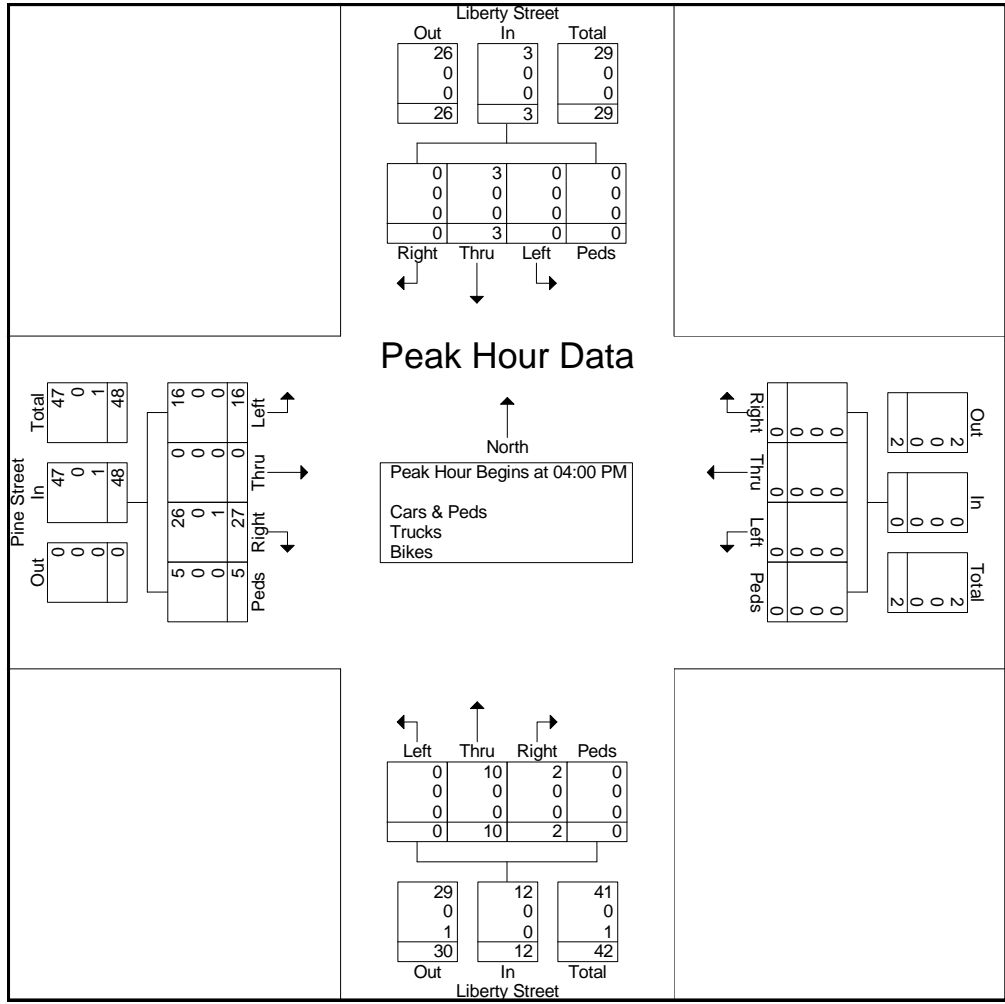 Liberty Street
Out In Total
26 3 29
0 0 0
0 0 0
26 3 29
0 3 0 0
0 0 0 0
0 0 0 0
0 3 0 0
Right Thru Left Peds
Peak Hour Data
North
Peak Hour Begins at 04:00 PM
Cars & Peds
Trucks
Bikes
Pine Street
Out In Total
0 47 47
0 0 0
0 1 1
0 48 48
Peds Right Thru Left
5 26 0 16
0 0 0 0
0 1 0 0
5 27 0 16
Out In Total
2 0 2
0 0 0
0 0 0
2 0 2
Right Thru Left Peds
0 0 0 0
0 0 0 0
0 0 0 0
0 0 0 0
Left Thru Right Peds
0 10 2 0
0 0 0 0
0 0 0 0
0 10 2 0
29 12 41
0 0 0
1 0 1
30 12 42
Out In Total
Liberty Street